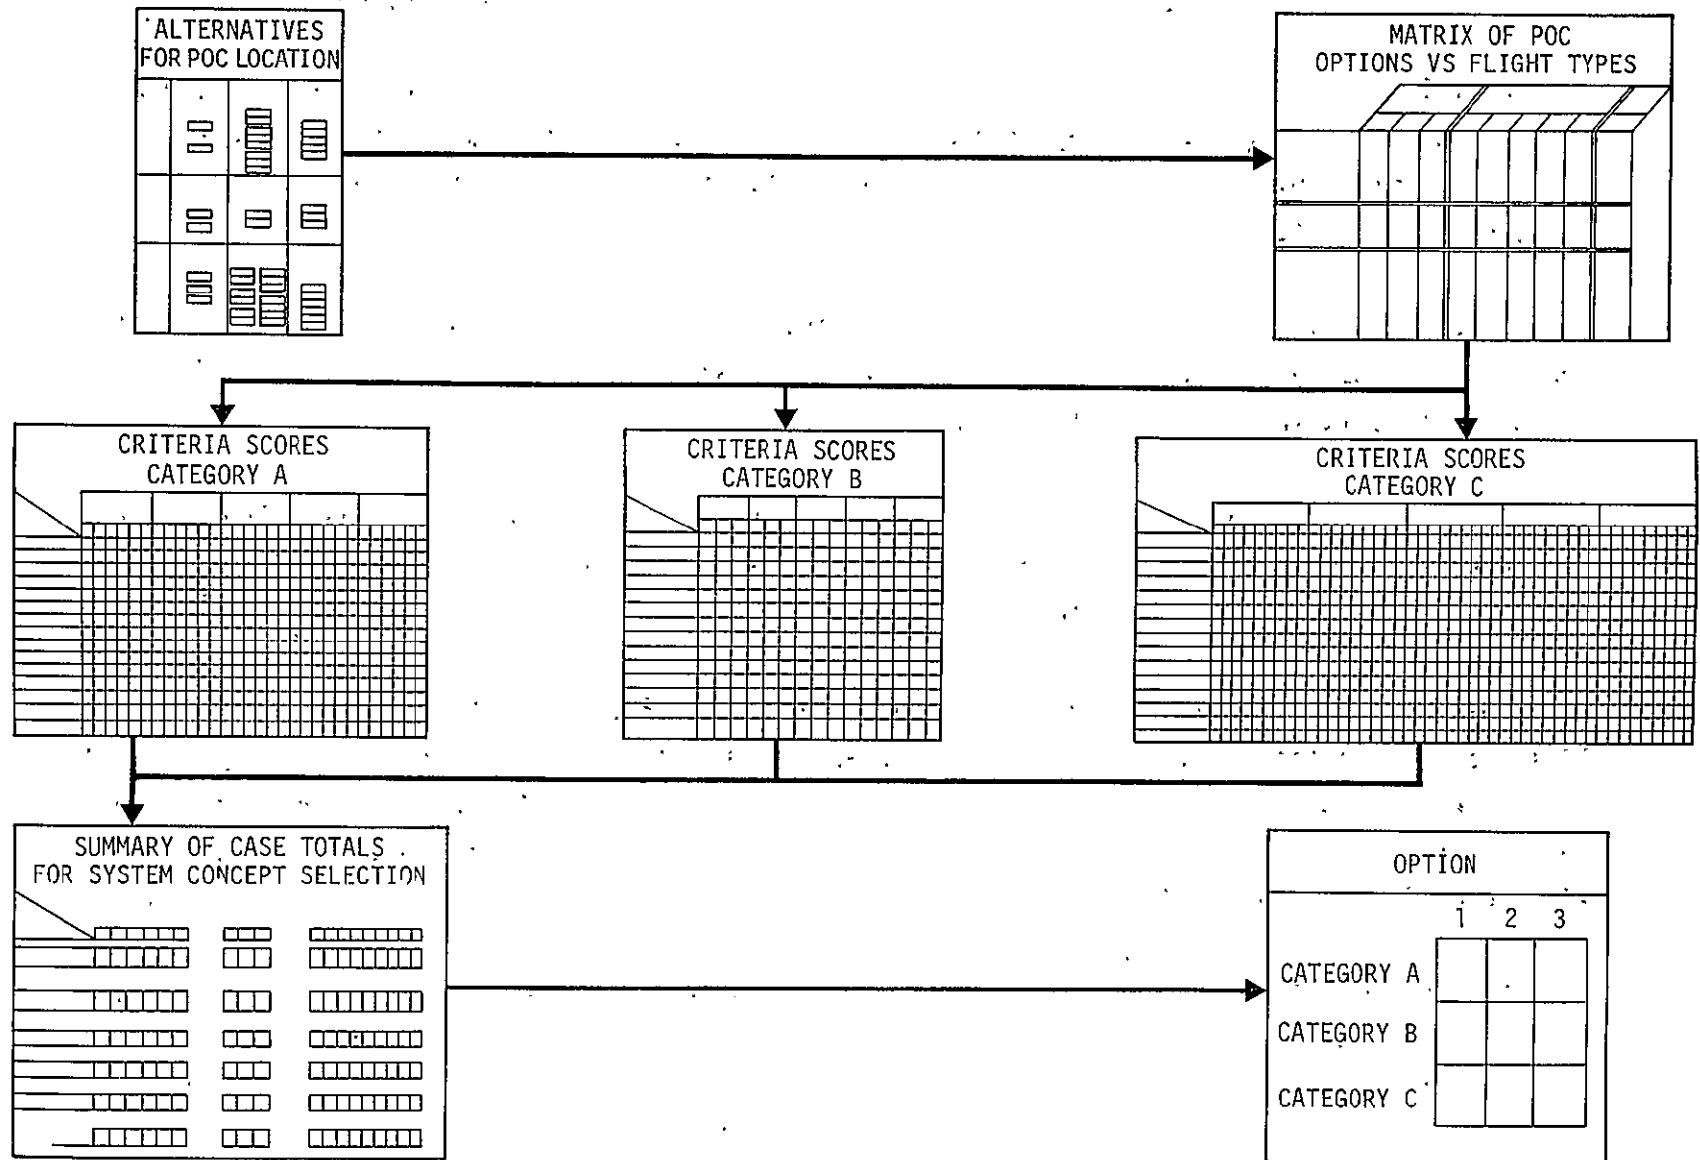 ALTERNATIVES
FOR POC LOCATION
MATRIX OF POC
OPTIONS VS FLIGHT TYPES
CRITERIA SCORES
CATEGORY A
CRITERIA SCORES
CATEGORY B
CRITERIA SCORES
CATEGORY C
SUMMARY OF CASE TOTALS
FOR SYSTEM CONCEPT SELECTION
OPTION
1 2 3
CATEGORY A
CATEGORY B
CATEGORY C